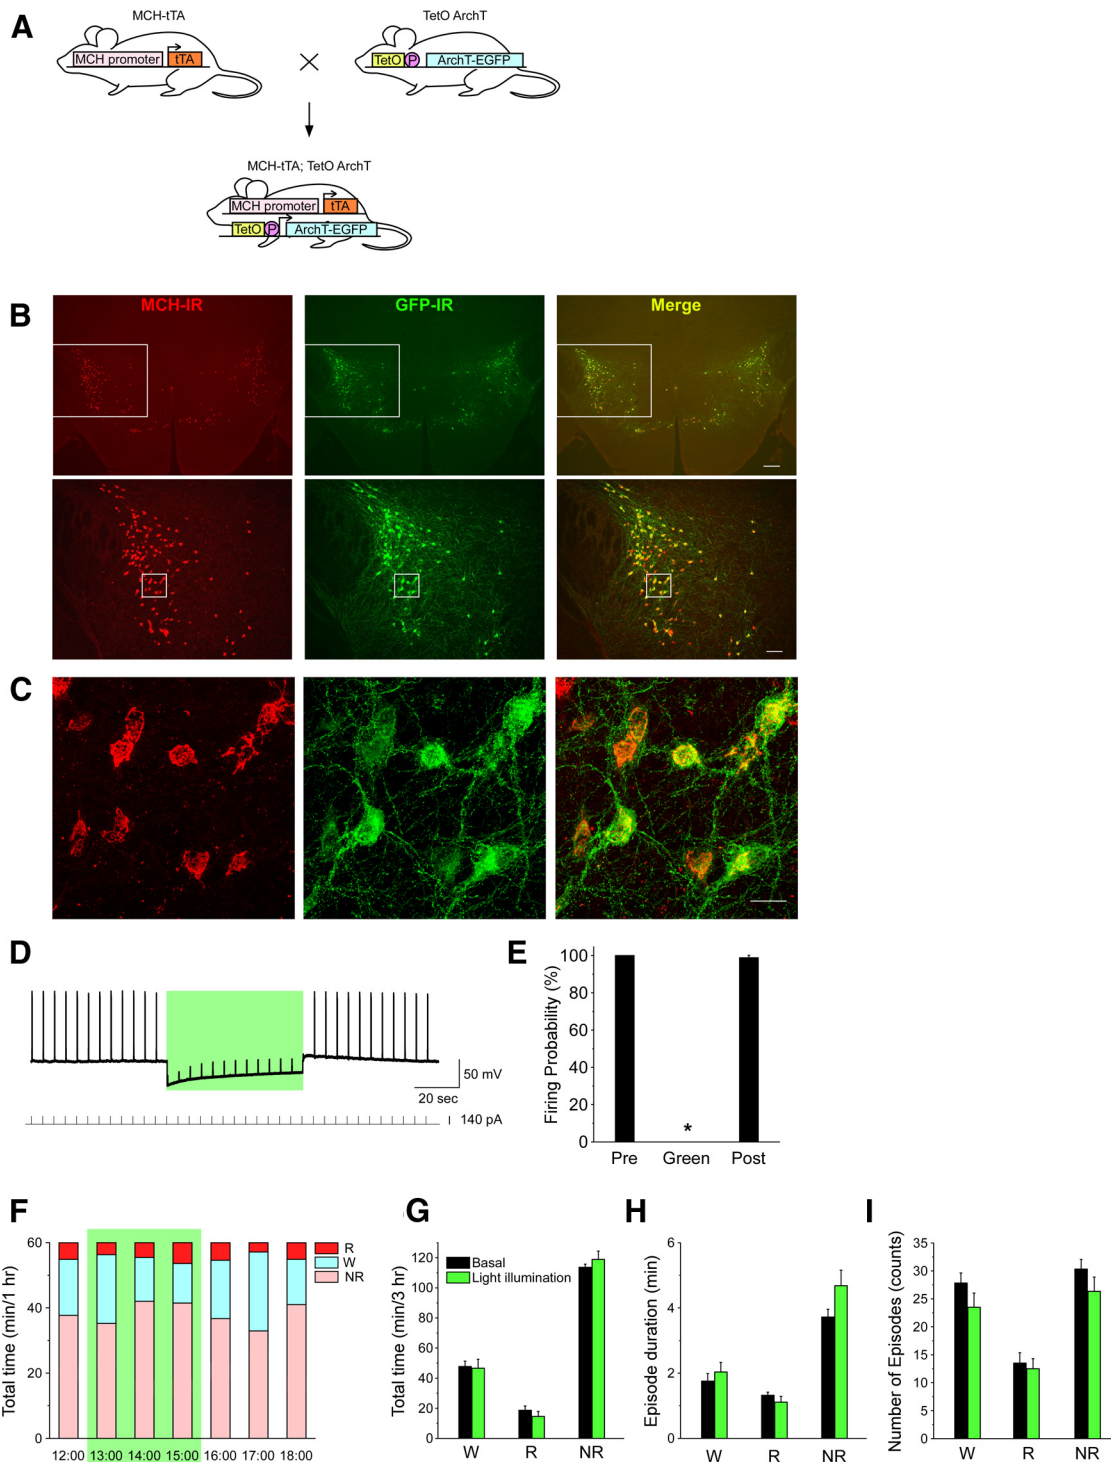 A
MCH-tTA
TetO ArchT
MCH promoter
tTA
TetO
P
ArchT-EGFP
MCH-tTA; TetO ArchT
MCH promoter
tTA
TetO
P
ArchT-EGFP
B
MCH-IR
GFP-IR
Merge
C
D
50 mV
20 sec
140 pA
E
Firing Probability (%)
100
80
60
40
20
0
*
Pre
Green
Post
F
Total time (min/1 hr)
60
40
20
0
R
W
NR
12:00
13:00
14:00
15:00
16:00
17:00
18:00
G
Total time (min/3 hr)
120
100
80
60
40
20
0
Basal
Light illumination
W
R
NR
H
Episode duration (min)
6
4
2
0
W
R
NR
I
Number of Episodes (counts)
35
30
25
20
15
10
5
0
W
R
NR